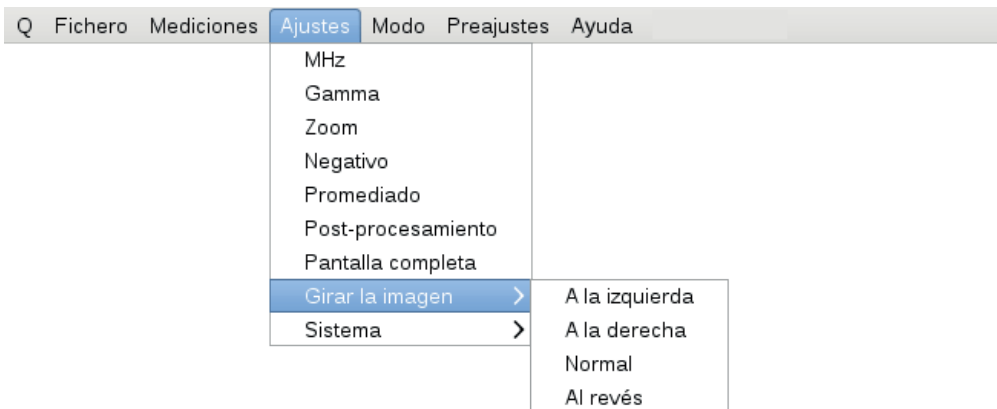 Q Fichero Mediciones Ajustes Modo Preajustes Ayuda
MHz
Gamma
Zoom
Negativo
Promediado
Post-procesamiento
Pantalla completa
Girar la imagen
Sistema
A la izquierda
A la derecha
Normal
Al revés